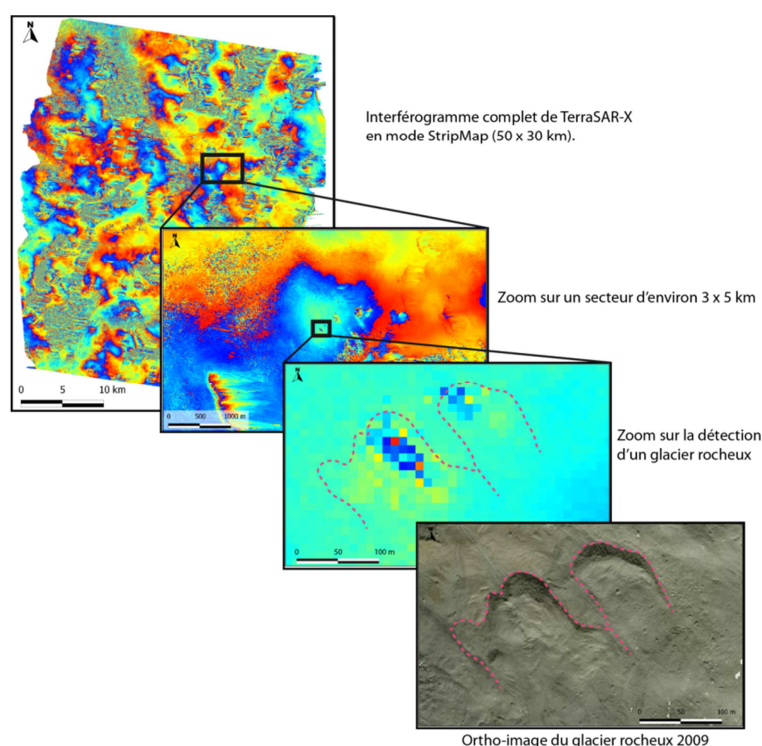 N
Interférogramme complet de TerraSAR-X
en mode StripMap (50 x 30 km).
N
Zoom sur un secteur d'environ 3 x 5 km
0 5 10 km
N
0 500 1000 m
Zoom sur la détection
d'un glacier rocheux
0 50 100 m
0 50 100 m
Ortho-image du glacier rocheux 2009